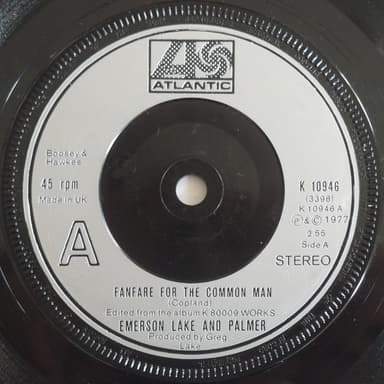 ATLANTIC
Boosey &
Hawkes
45 rpm
Made in UK
K 10946
(3398)
K 10946 A
℗&© 1977
2.55
Side A
A
STEREO
FANFARE FOR THE COMMON MAN
(Copland)
Edited from the album K 80009 WORKS
EMERSON LAKE AND PALMER
Produced by Greg
Lake